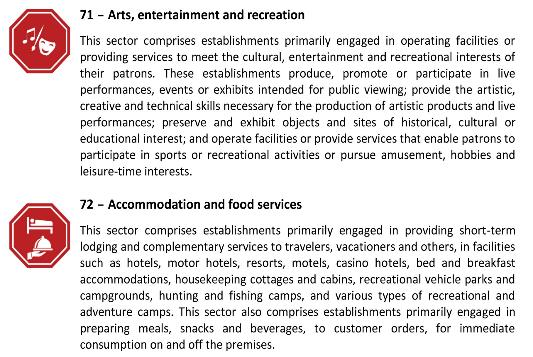 71 – Arts, entertainment and recreation
This sector comprises establishments primarily engaged in operating facilities or
providing services to meet the cultural, entertainment and recreational interests of
their patrons. These establishments produce, promote or participate in live
performances, events or exhibits intended for public viewing; provide the artistic,
creative and technical skills necessary for the production of artistic products and live
performances; preserve and exhibit objects and sites of historical, cultural or
educational interest; and operate facilities or provide services that enable patrons to
participate in sports or recreational activities or pursue amusement, hobbies and
leisure-time interests.
72 – Accommodation and food services
This sector comprises establishments primarily engaged in providing short-term
lodging and complementary services to travelers, vacationers and others, in facilities
such as hotels, motor hotels, resorts, motels, casino hotels, bed and breakfast
accommodations, housekeeping cottages and cabins, recreational vehicle parks and
campgrounds, hunting and fishing camps, and various types of recreational and
adventure camps. This sector also comprises establishments primarily engaged in
preparing meals, snacks and beverages, to customer orders, for immediate
consumption on and off the premises.